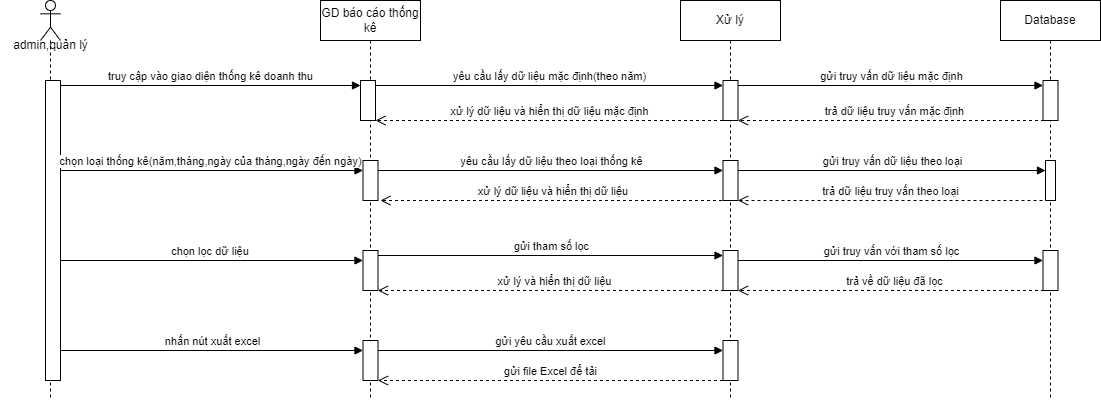 GD báo cáo thống
kê
Xử lý
Database
admin,quản lý
truy cập vào giao diện thống kê doanh thu
yêu cầu lấy dữ liệu mặc định(theo năm)
gửi truy vấn dữ liệu mặc định
xử lý dữ liệu và hiển thị dữ liệu mặc định
trả dữ liệu truy vấn mặc định
chọn loại thống kê(năm,tháng,ngày của tháng,ngày đến ngày)
yêu cầu lấy dữ liệu theo loại thống kê
gửi truy vấn dữ liệu theo loại
xử lý dữ liệu và hiển thị dữ liệu
trả dữ liệu truy vấn theo loại
chọn lọc dữ liệu
gửi tham số lọc
gửi truy vấn với tham số lọc
xử lý và hiển thị dữ liệu
trả về dữ liệu đã lọc
nhấn nút xuất excel
gửi yêu cầu xuất excel
gửi file Excel để tải